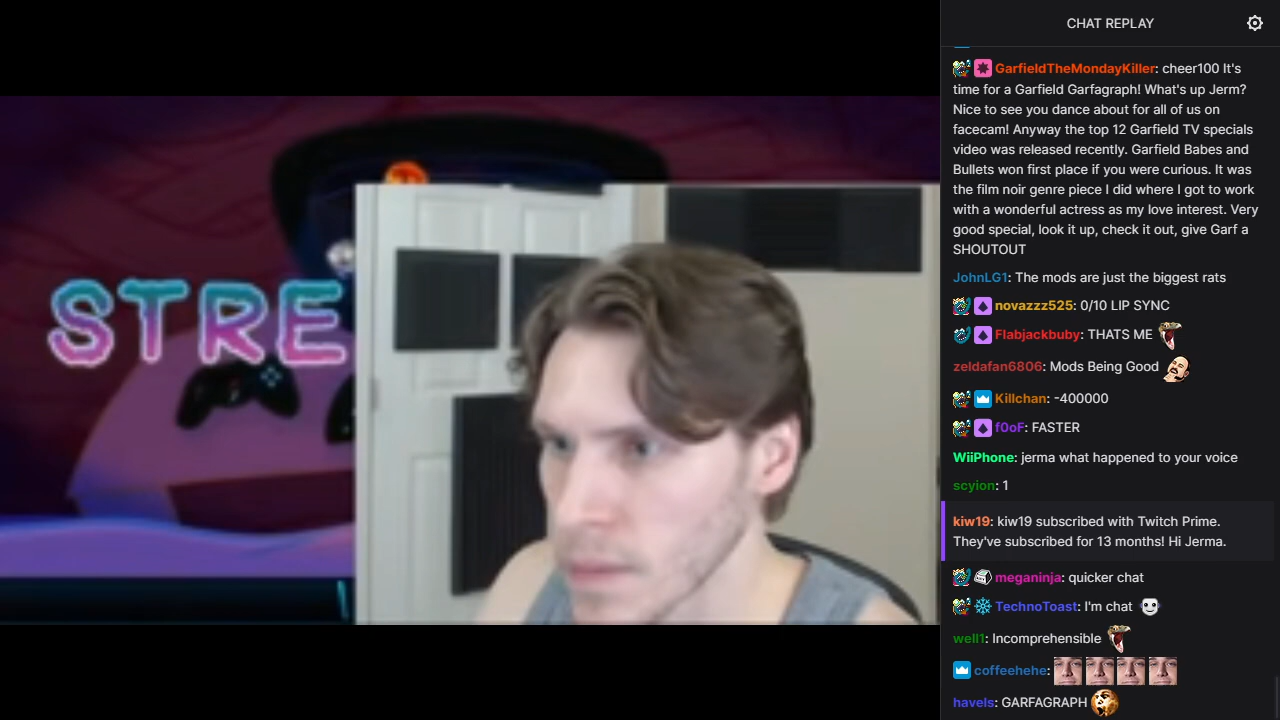 CHAT REPLAY
GarfieldTheMondayKiller: cheer100 It's
time for a Garfield Garfagraph! What's up Jerm?
Nice to see you dance about for all of us on
facecam! Anyway the top 12 Garfield TV specials
video was released recently. Garfield Babes and
Bullets won first place if you were curious. It was
the film noir genre piece I did where I got to work
with a wonderful actress as my love interest. Very
good special, look it up, check it out, give Garf a
SHOUTOUT
JohnLG1: The mods are just the biggest rats
novazzz525: 0/10 LIP SYNC
Flabjackbuby: THATS ME
zeldafan6806: Mods Being Good
Killchan: -400000
f0oF: FASTER
WiiPhone: jerma what happened to your voice
scyion: 1
kiw19: kiw19 subscribed with Twitch Prime.
They've subscribed for 13 months! Hi Jerma.
meganinja: quicker chat
TechnoToast: I'm chat
well1: Incomprehensible
coffeehehe:
havels: GARFAGRAPH
STRE